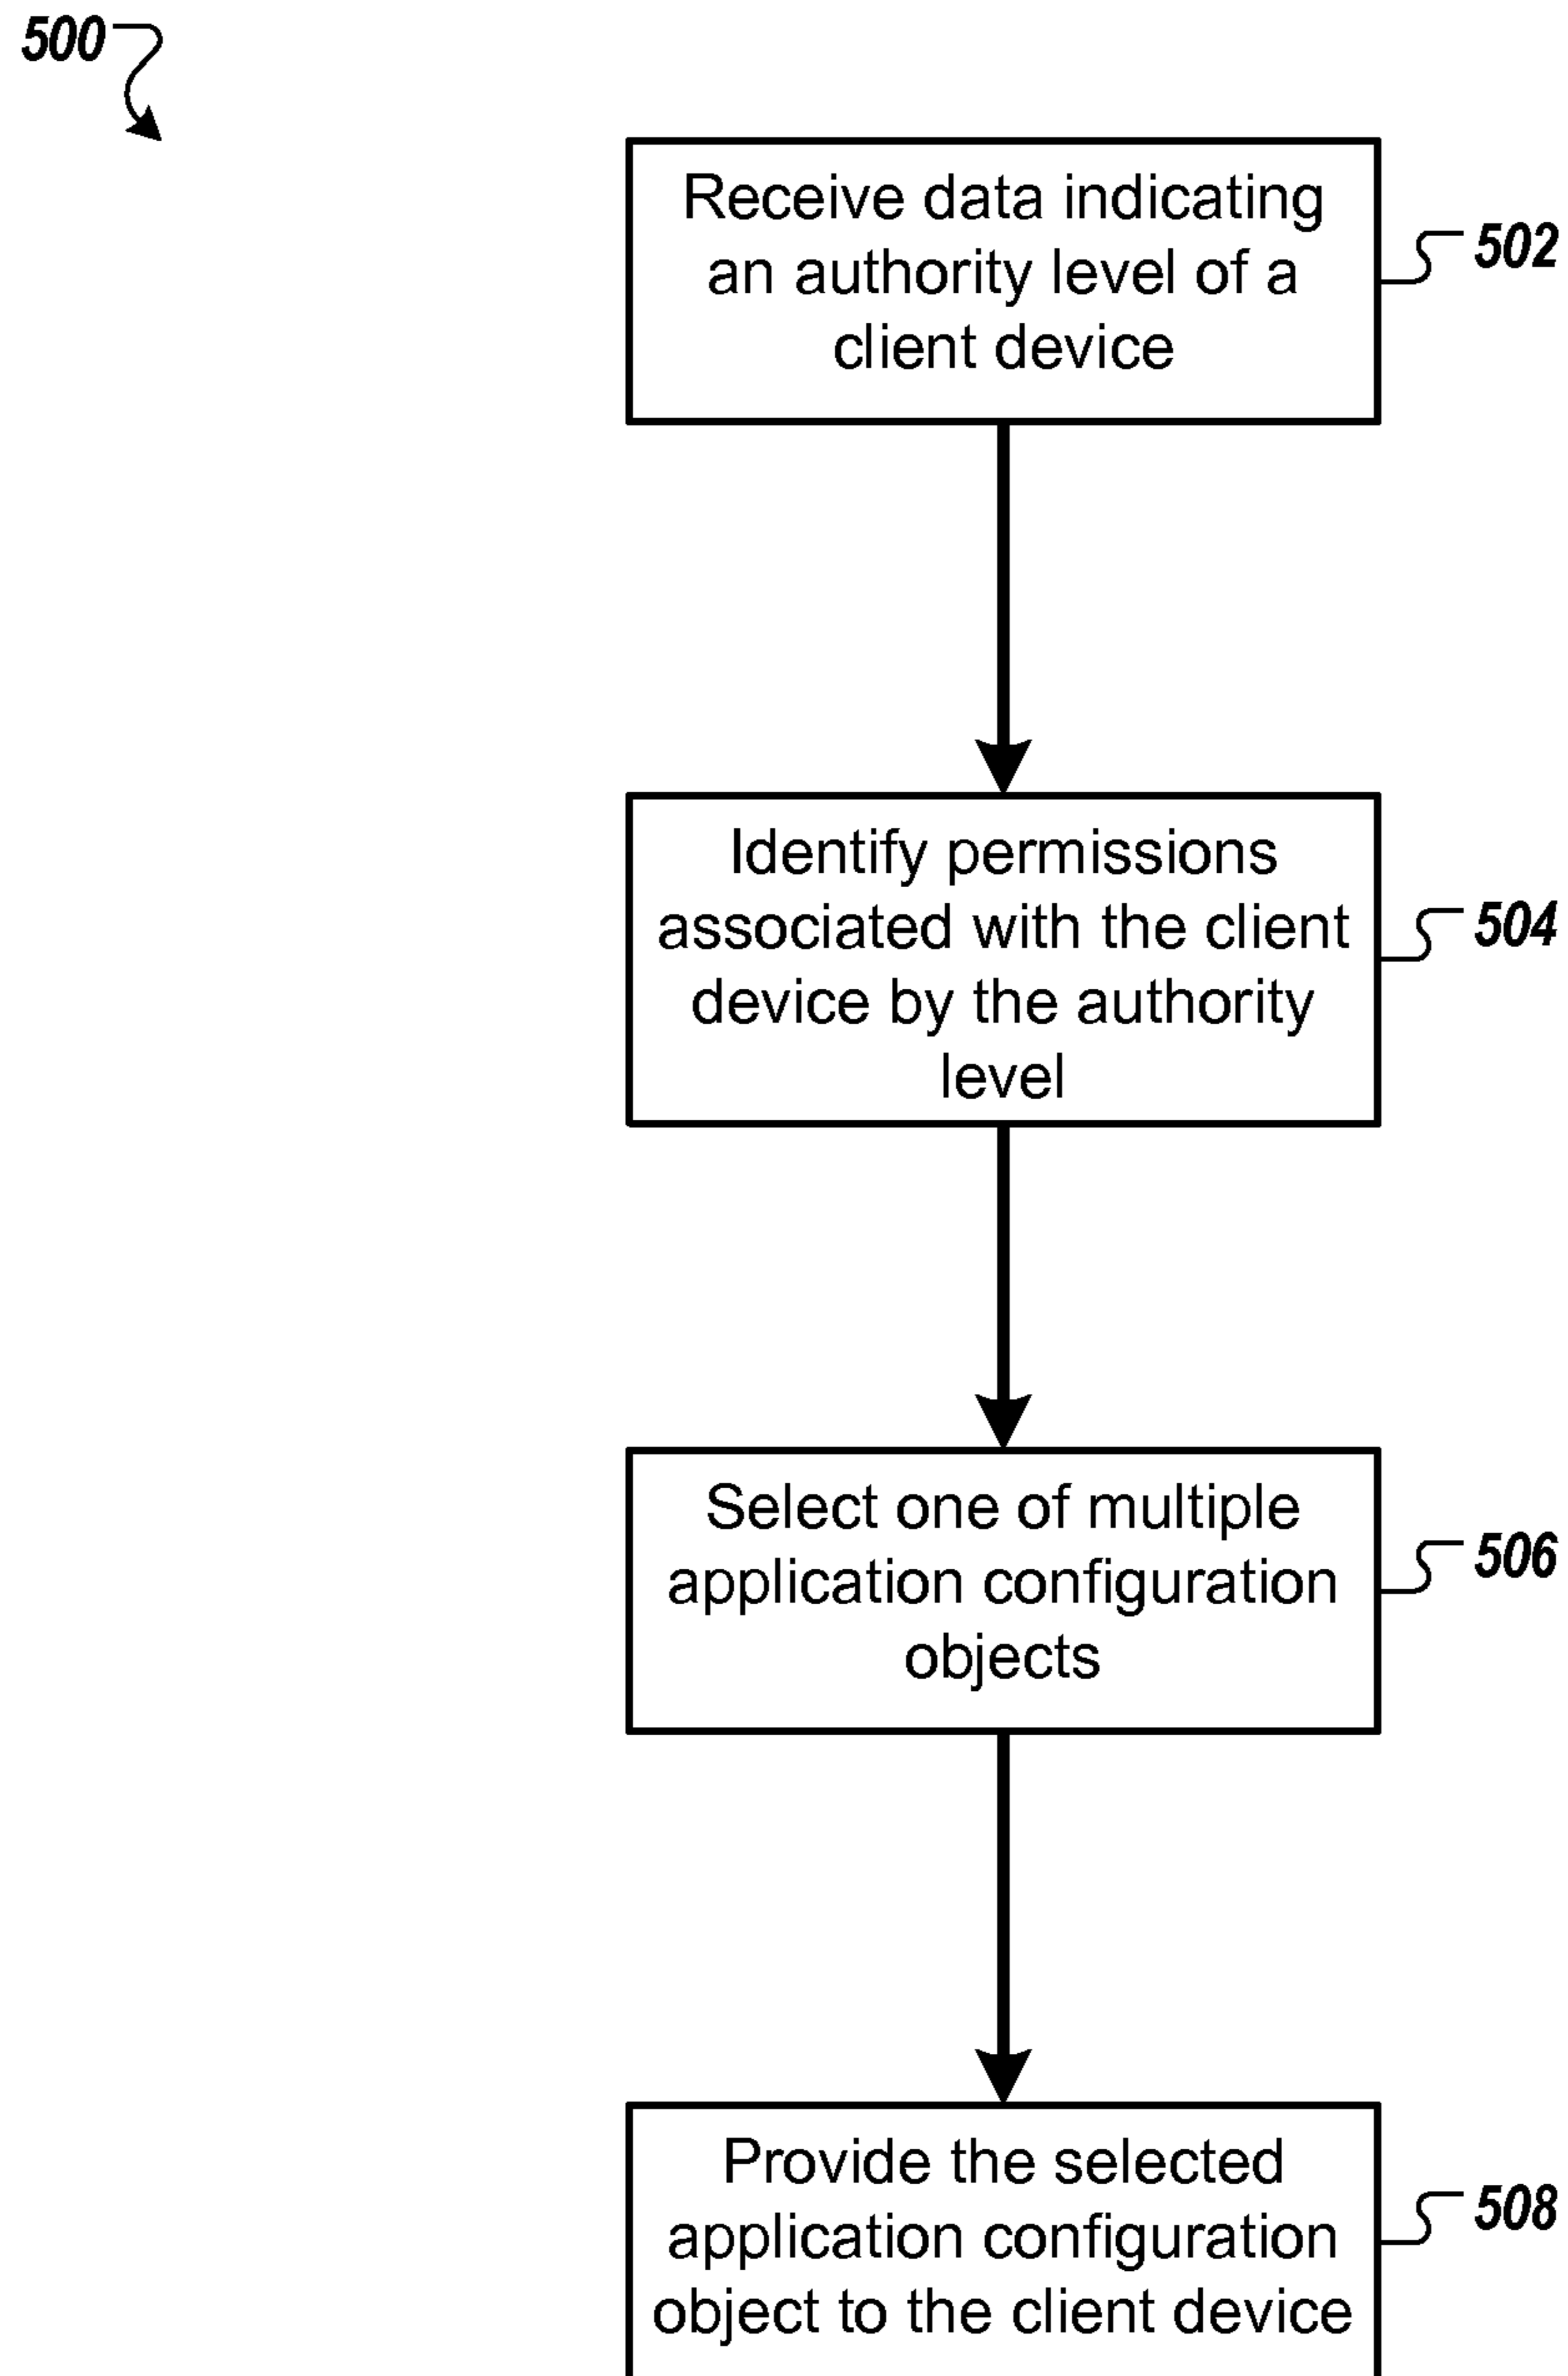 500
Receive data indicating
an authority level of a
client device
502
Identify permissions
associated with the client
device by the authority
level
504
Select one of multiple
application configuration
objects
506
Provide the selected
application configuration
object to the client device
508